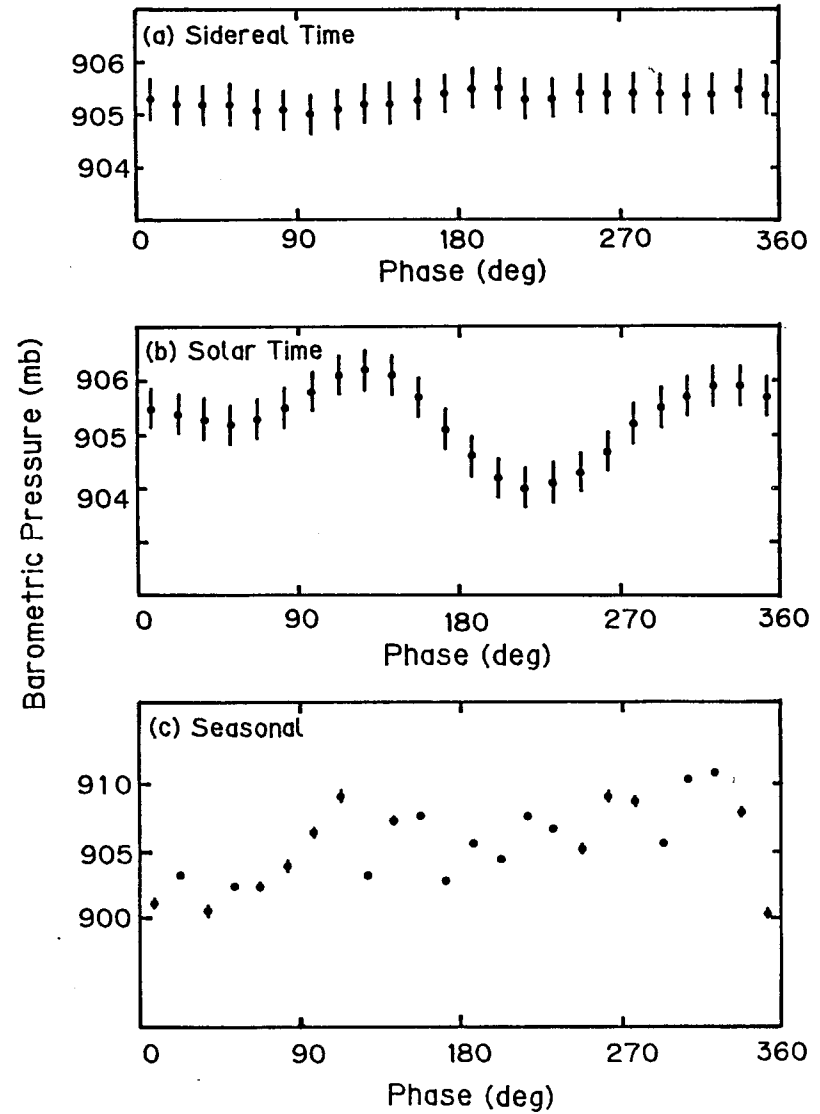 (a) Sidereal Time
906
905
904
0 90 180 270 360
Phase (deg)
Barometric Pressure (mb)
(b) Solar Time
906
905
904
0 90 180 270 360
Phase (deg)
(c) Seasonal
910
905
900
0 90 180 270 360
Phase (deg)